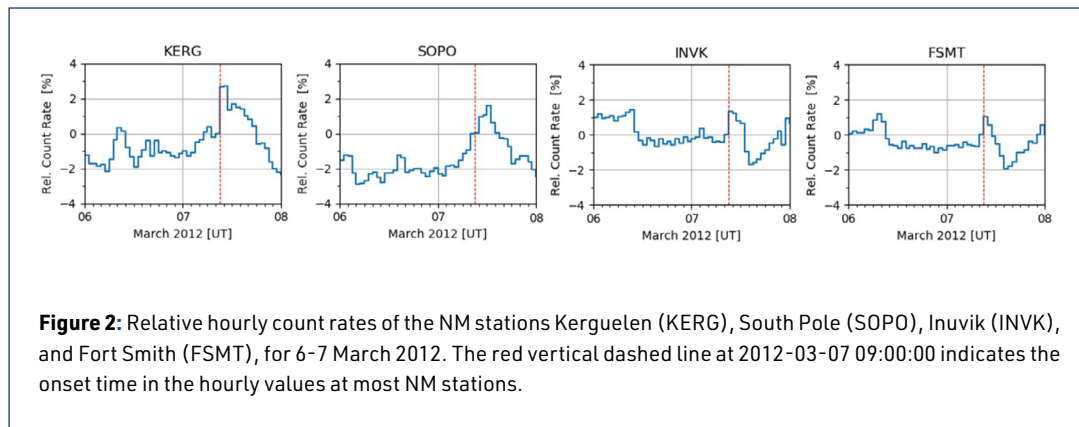 KERG
SOPO
INVK
FSMT
Rel. Count Rate [%]
4
2
0
−2
−4
06
07
08
March 2012 [UT]
Rel. Count Rate [%]
4
2
0
−2
−4
06
07
08
March 2012 [UT]
Rel. Count Rate [%]
4
2
0
−2
−4
06
07
08
March 2012 [UT]
Rel. Count Rate [%]
4
2
0
−2
−4
06
07
08
March 2012 [UT]
Figure 2: Relative hourly count rates of the NM stations Kerguelen (KERG), South Pole (SOPO), Inuvik (INVK),
and Fort Smith (FSMT), for 6-7 March 2012. The red vertical dashed line at 2012-03-07 09:00:00 indicates the
onset time in the hourly values at most NM stations.